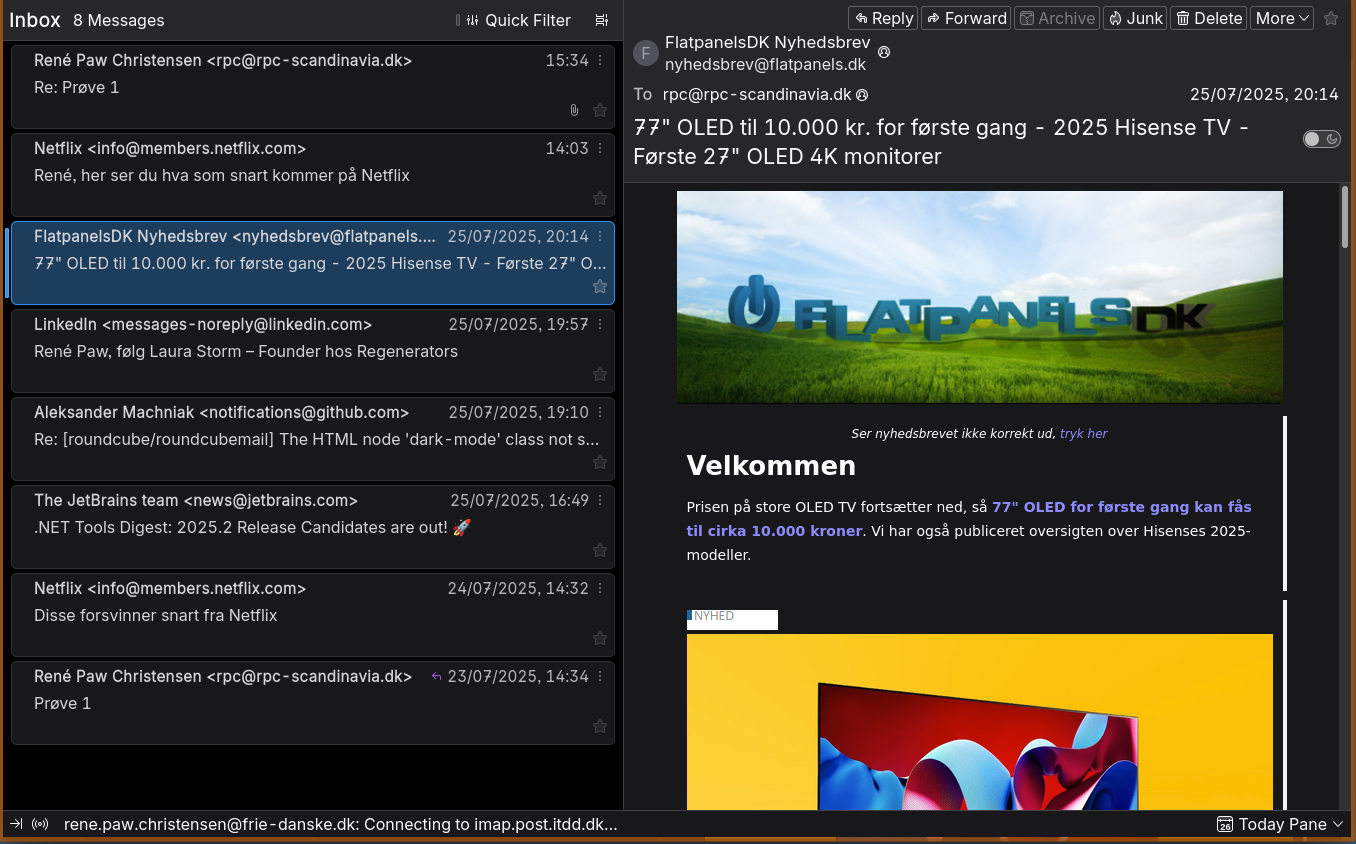 Inbox 8 Messages Quick Filter
René Paw Christensen <rpc@rpc-scandinavia.dk> 15:34
Re: Prøve 1
Netflix <info@members.netflix.com> 14:03
René, her ser du hva som snart kommer på Netflix
FlatpanelsDK Nyhedsbrev <nyhedsbrev@flatpanels.... 25/07/2025, 20:14
77" OLED til 10.000 kr. for første gang - 2025 Hisense TV - Første 27" O...
LinkedIn <messages-noreply@linkedin.com> 25/07/2025, 19:57
René Paw, følg Laura Storm – Founder hos Regenerators
Aleksander Machniak <notifications@github.com> 25/07/2025, 19:10
Re: [roundcube/roundcubemail] The HTML node 'dark-mode' class not s...
The JetBrains team <news@jetbrains.com> 25/07/2025, 16:49
.NET Tools Digest: 2025.2 Release Candidates are out! 🚀
Netflix <info@members.netflix.com> 24/07/2025, 14:32
Disse forsvinner snart fra Netflix
René Paw Christensen <rpc@rpc-scandinavia.dk> 23/07/2025, 14:34
Prøve 1
Reply Forward Archive Junk Delete More
F
FlatpanelsDK Nyhedsbrev
nyhedsbrev@flatpanels.dk
To rpc@rpc-scandinavia.dk 25/07/2025, 20:14
77" OLED til 10.000 kr. for første gang - 2025 Hisense TV -
Første 27" OLED 4K monitorer
FLATPANELSDK
Ser nyhedsbrevet ikke korrekt ud, tryk her
Velkommen
Prisen på store OLED TV fortsætter ned, så 77" OLED for første gang kan fås
til cirka 10.000 kroner. Vi har også publiceret oversigten over Hisenses 2025-
modeller.
NYHED
rene.paw.christensen@frie-danske.dk: Connecting to imap.post.itdd.dk...
26 Today Pane